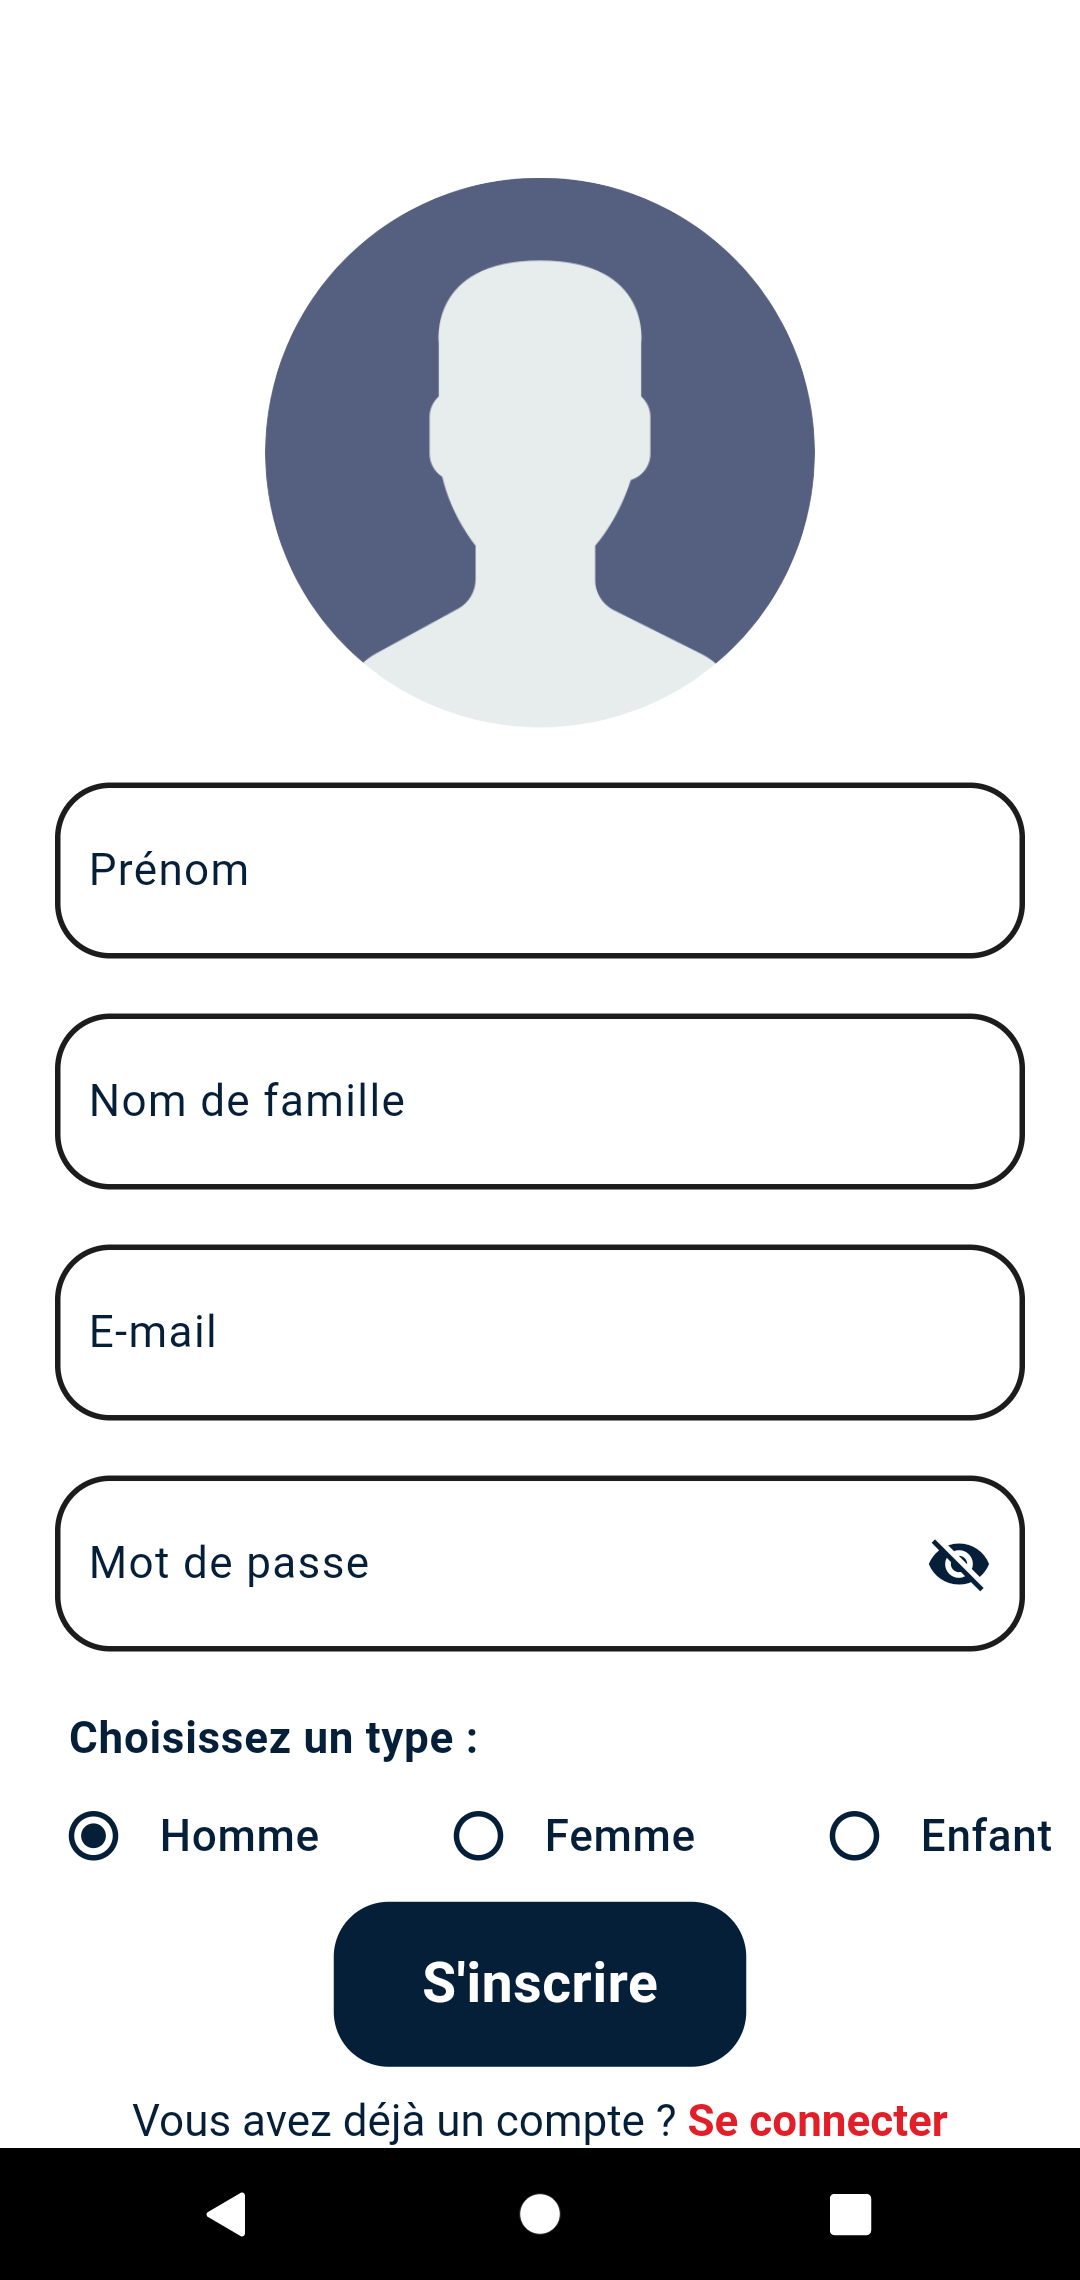 Prénom
Nom de famille
E-mail
Mot de passe
Choisissez un type :
Homme Femme Enfant
S'inscrire
Vous avez déjà un compte ? Se connecter